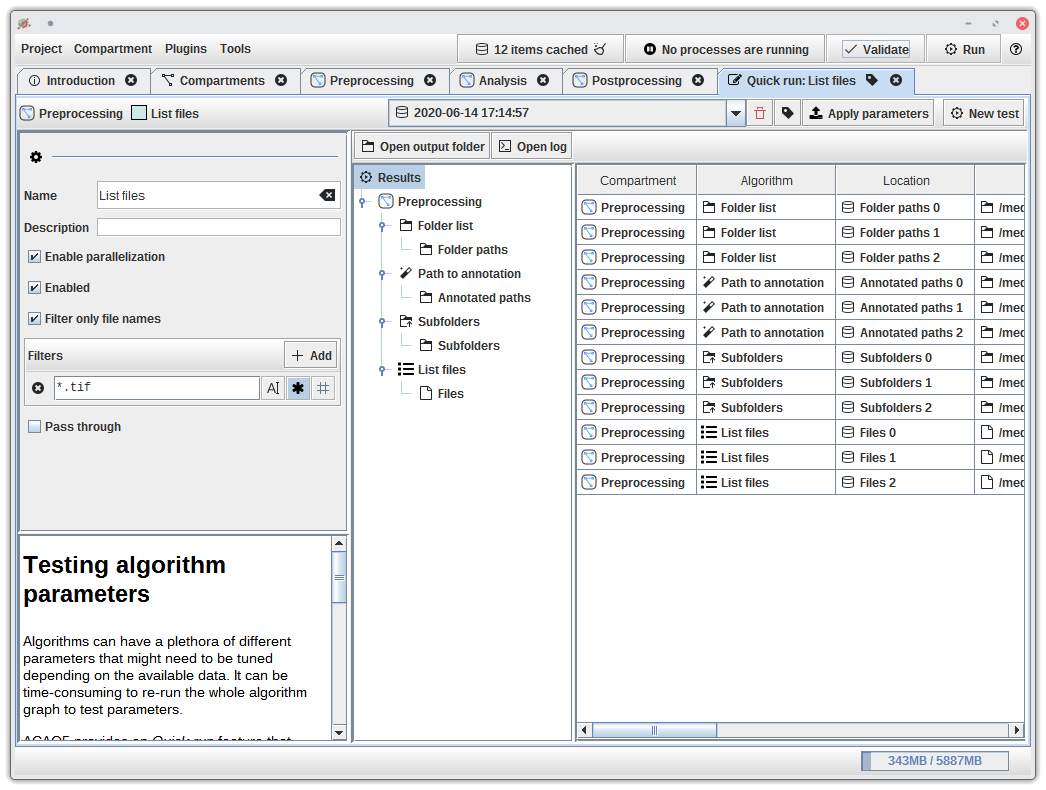 Project Compartment Plugins Tools 12 items cached No processes are running Validate Run
Introduction Compartments Preprocessing Analysis Postprocessing Quick run: List files
Preprocessing List files 2020-06-14 17:14:57 Apply parameters New test
Open output folder Open log
Name List files
Description
Enable parallelization
Enabled
Filter only file names
Filters Add
*.tif
Pass through
Testing algorithm
parameters
Algorithms can have a plethora of different
parameters that might need to be tuned
depending on the available data. It can be
time-consuming to re-run the whole algorithm
graph to test parameters.
ACAQ5 provides an Quick run feature that
Results
Preprocessing
Folder list
Folder paths
Path to annotation
Annotated paths
Subfolders
Subfolders
List files
Files
Compartment Algorithm Location
Preprocessing Folder list Folder paths 0 /med
Preprocessing Folder list Folder paths 1 /med
Preprocessing Folder list Folder paths 2 /med
Preprocessing Path to annotation Annotated paths 0 /med
Preprocessing Path to annotation Annotated paths 1 /med
Preprocessing Path to annotation Annotated paths 2 /med
Preprocessing Subfolders Subfolders 0 /med
Preprocessing Subfolders Subfolders 1 /med
Preprocessing Subfolders Subfolders 2 /med
Preprocessing List files Files 0 /med
Preprocessing List files Files 1 /med
Preprocessing List files Files 2 /med
343MB / 5887MB